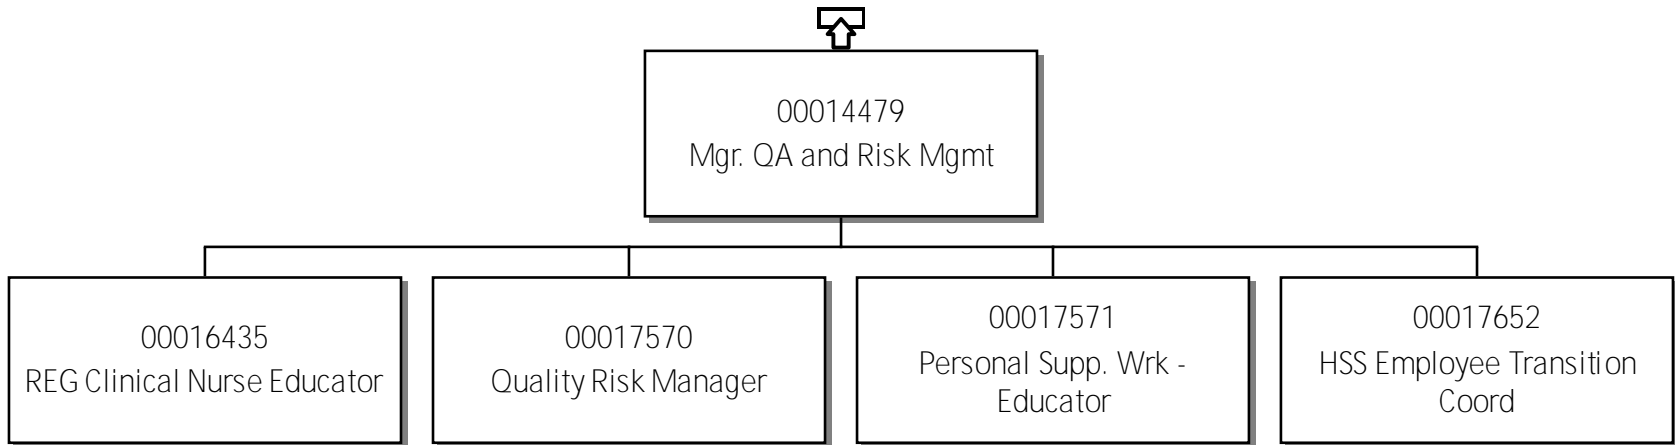 00014479
Mgr. QA and Risk Mgmt
00016435
REG Clinical Nurse Educator
00017570
Quality Risk Manager
00017571
Personal Supp. Wrk -
Educator
00017652
HSS Employee Transition
Coord